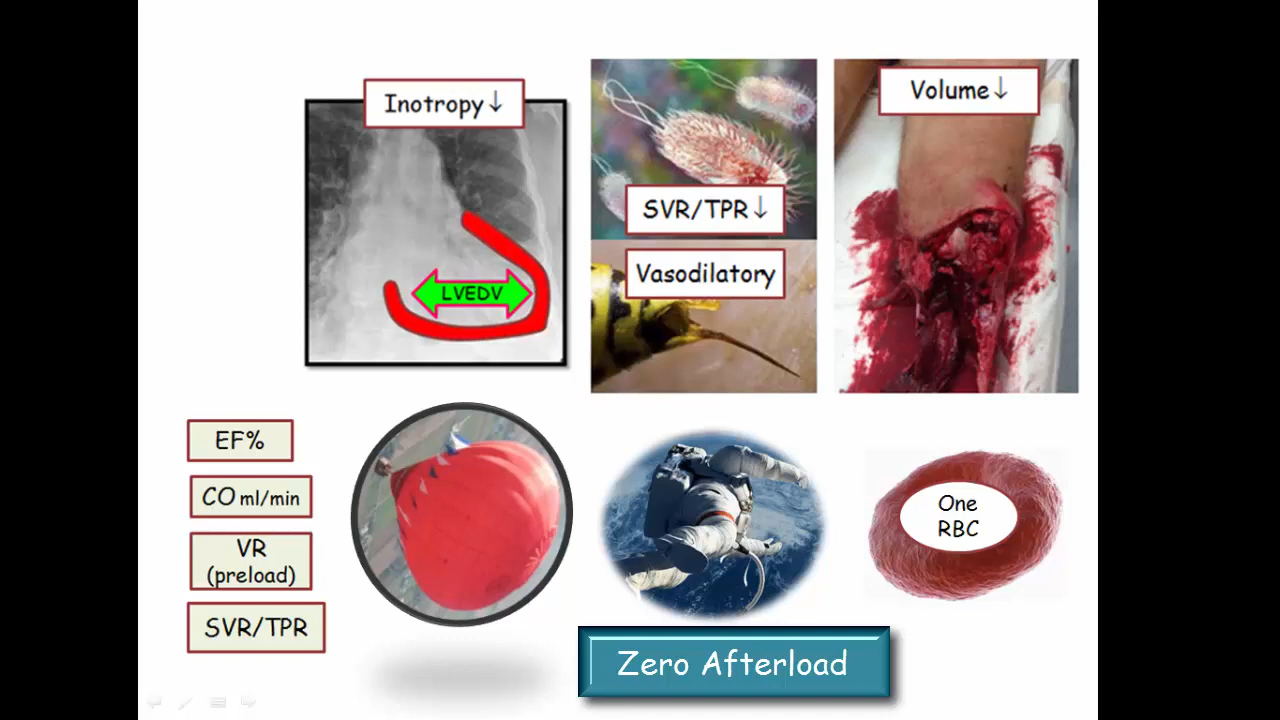 Inotropy↓
LVEDV
SVR/TPR↓
Vasodilatory
Volume↓
EF%
CO ml/min
VR
(preload)
SVR/TPR
One
RBC
Zero Afterload